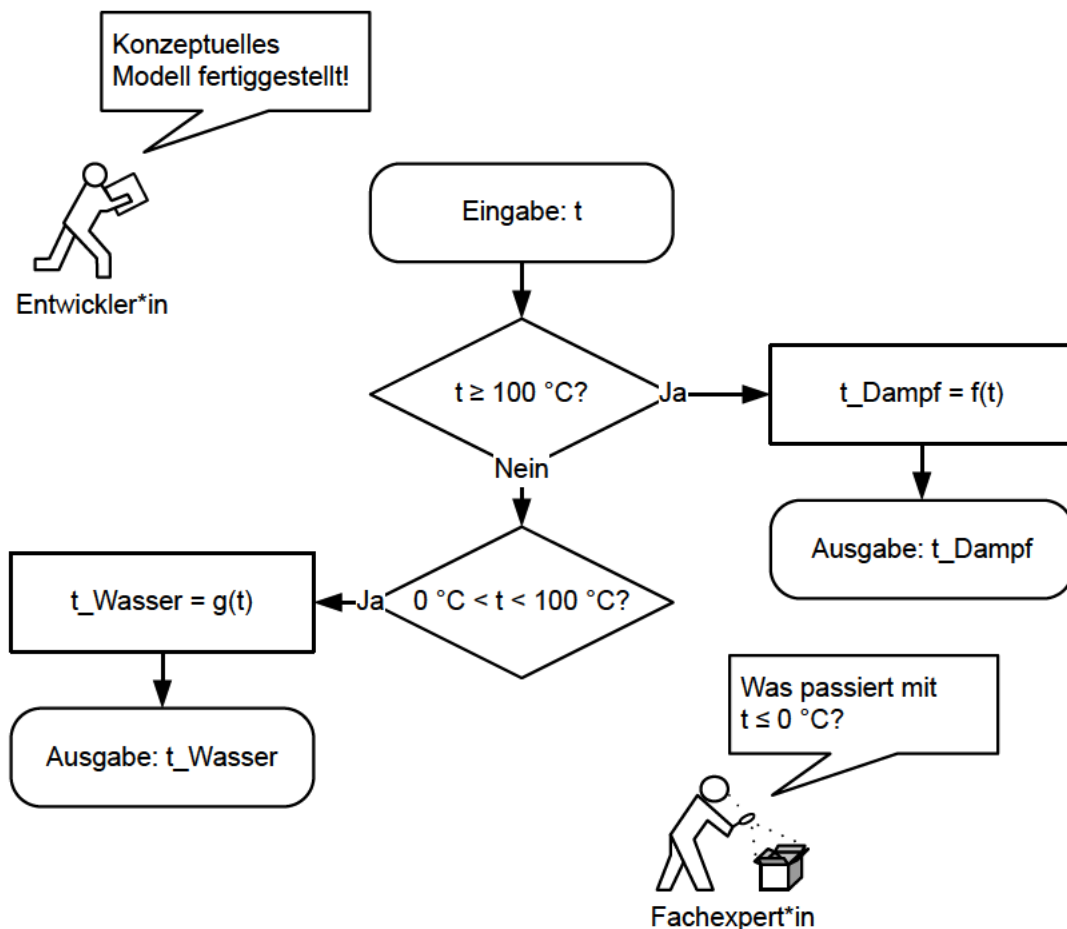 Konzeptuelles
Modell fertiggestellt!
Entwickler*in
Eingabe: t
t ≥ 100 °C?
Ja
t_Dampf = f(t)
Nein
Ausgabe: t_Dampf
t_Wasser = g(t)
Ja
0 °C < t < 100 °C?
Ausgabe: t_Wasser
Was passiert mit
t ≤ 0 °C?
Fachexpert*in